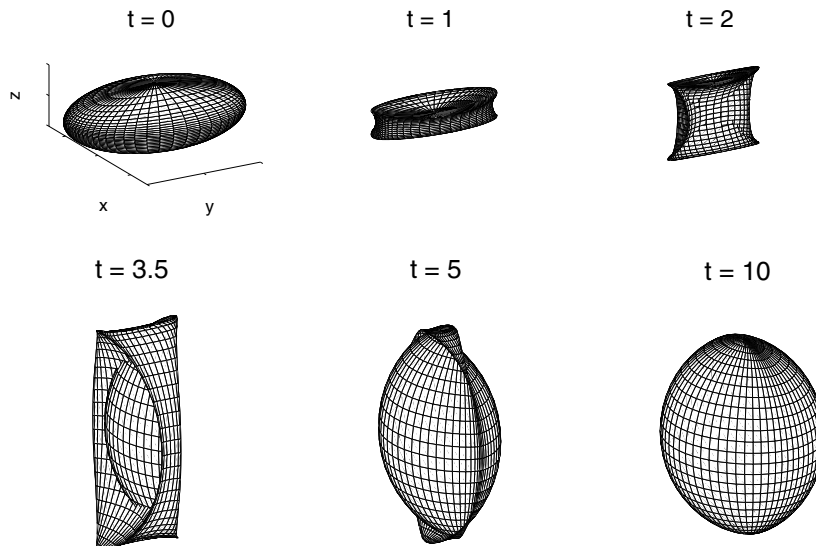 t = 0
t = 1
t = 2
z
x
y
t = 3.5
t = 5
t = 10